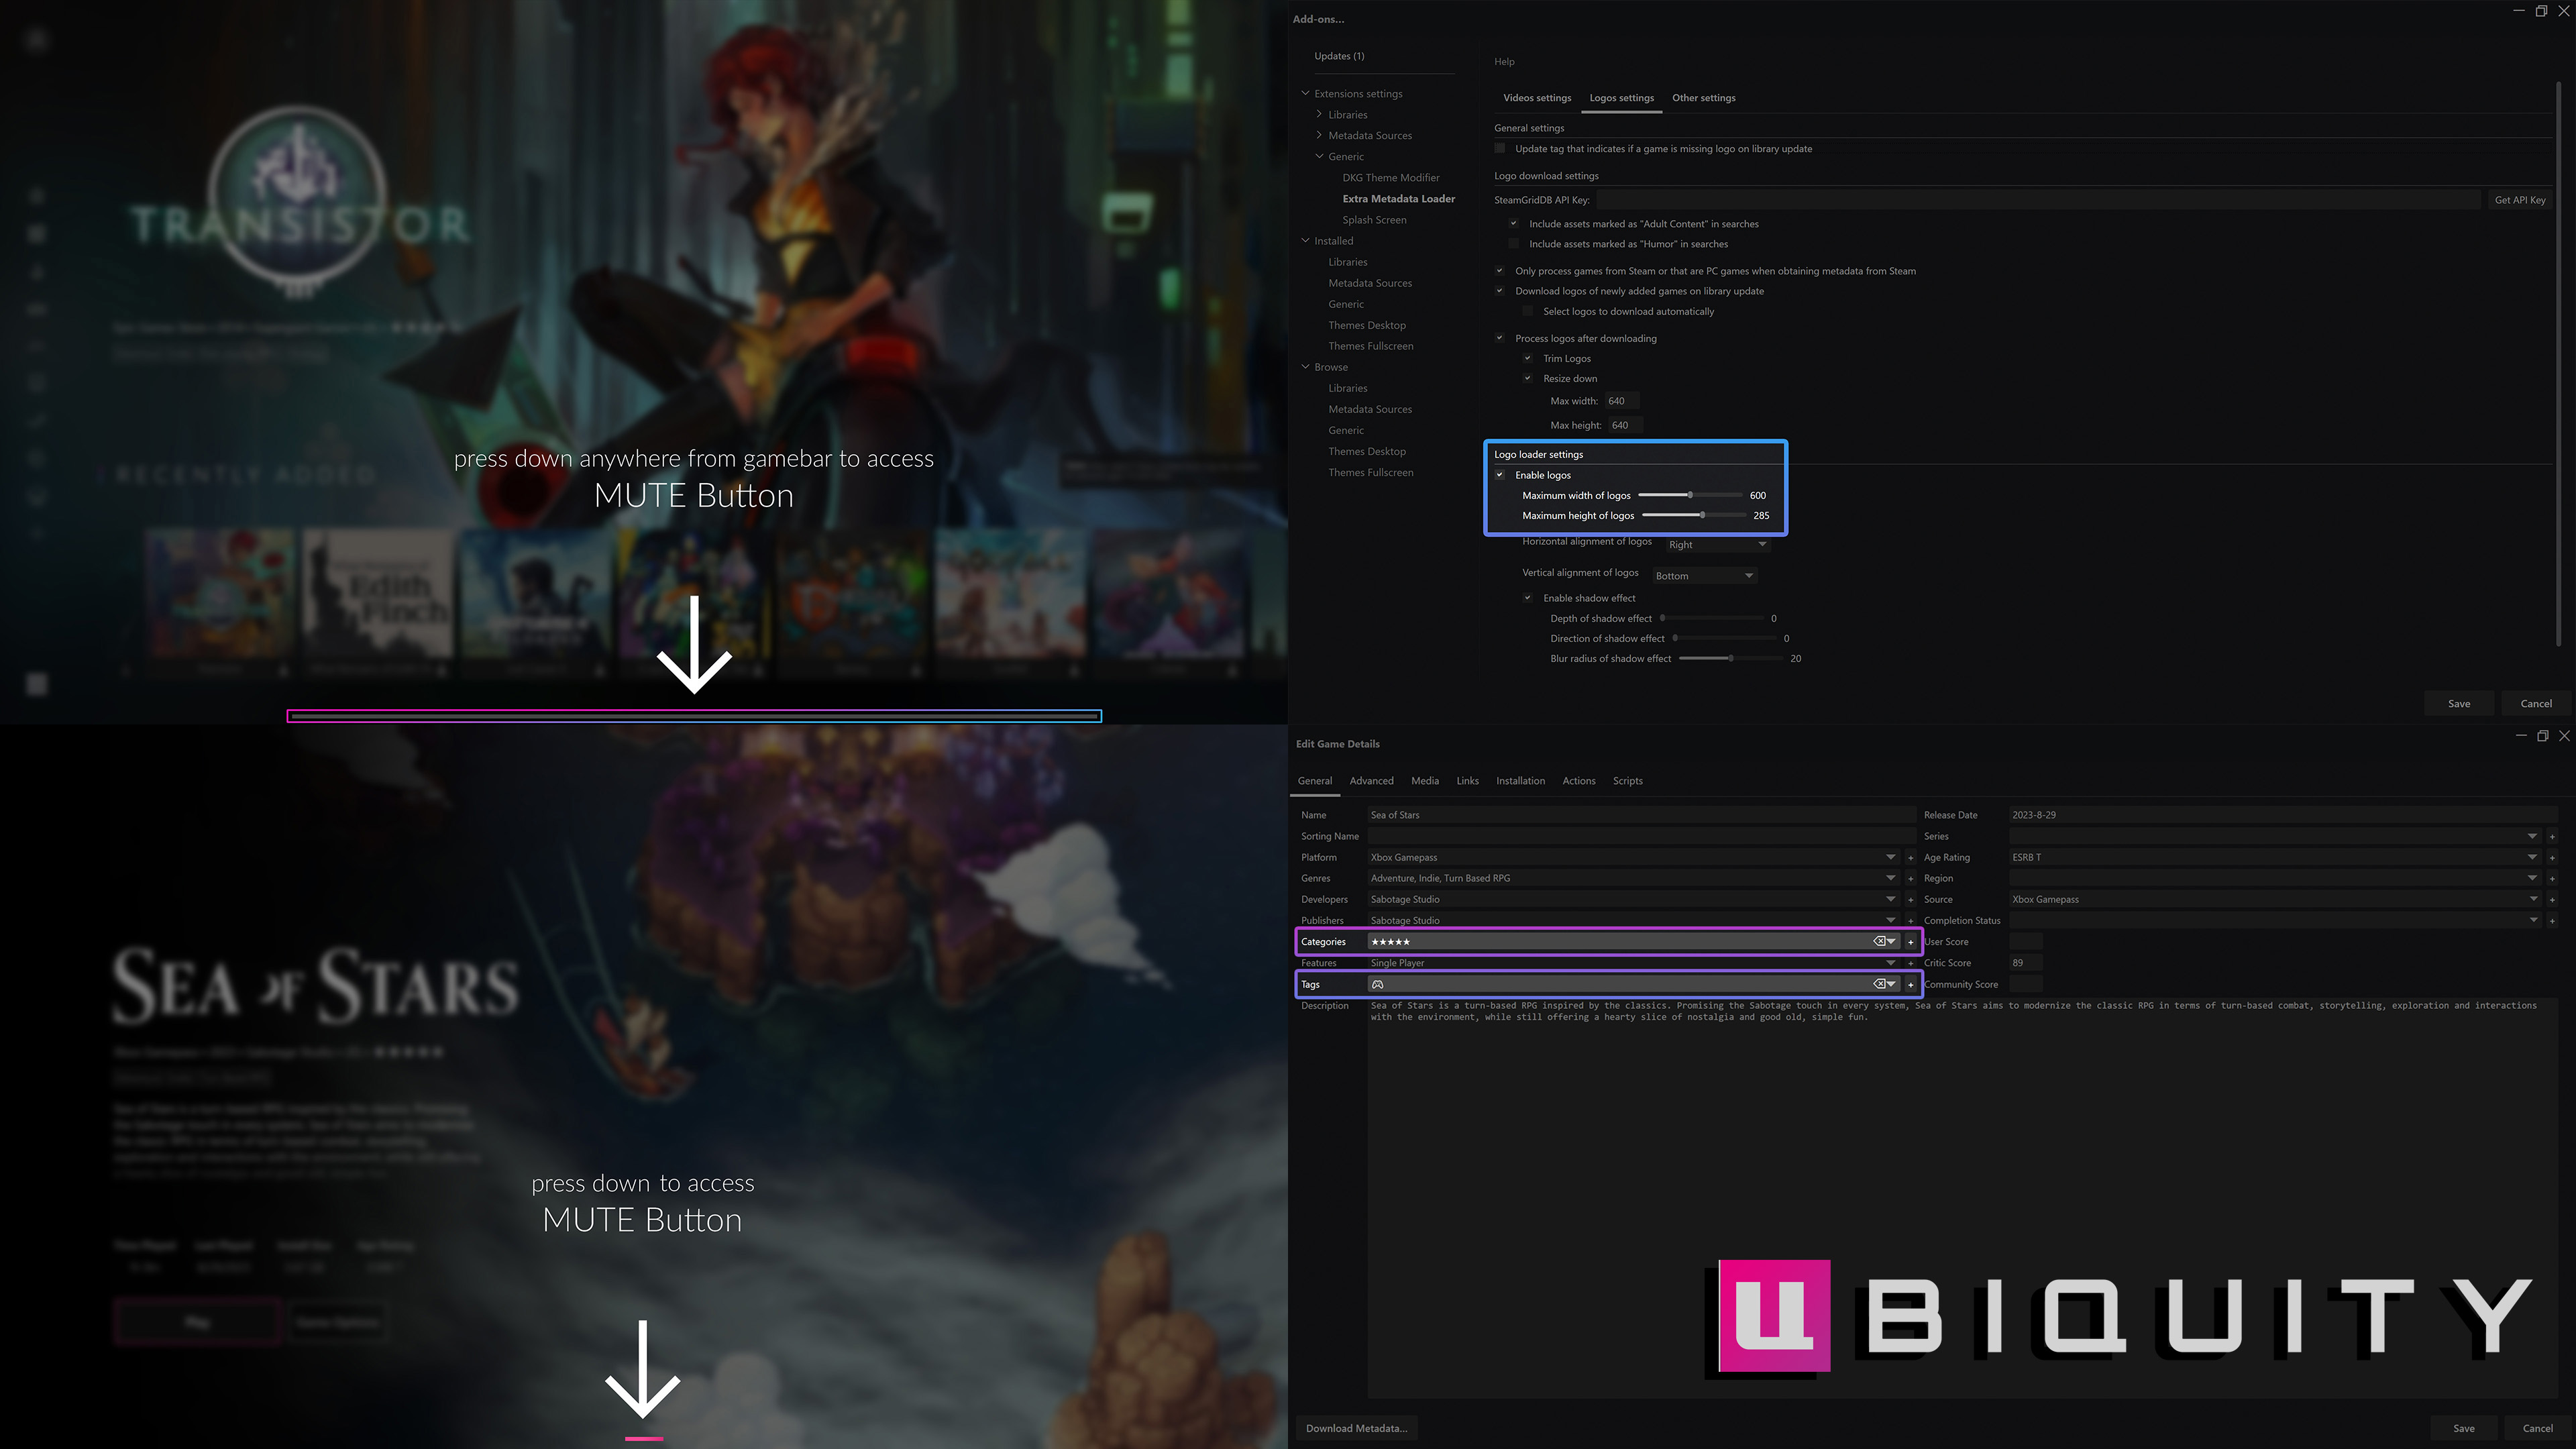 TRANSISTOR
RECENTLY ADDED
press down anywhere from gamebar to access
MUTE Button
Edith
Finch
Add-ons...
Updates (1)
Extensions settings
Libraries
Metadata Sources
Generic
DKG Theme Modifier
Extra Metadata Loader
Splash Screen
Installed
Libraries
Metadata Sources
Generic
Themes Desktop
Themes Fullscreen
Browse
Libraries
Metadata Sources
Generic
Themes Desktop
Themes Fullscreen
Help
Videos settings Logos settings Other settings
General settings
Update tag that indicates if a game is missing logo on library update
Logo download settings
SteamGridDB API Key: Get API Key
Include assets marked as "Adult Content" in searches
Include assets marked as "Humor" in searches
Only process games from Steam or that are PC games when obtaining metadata from Steam
Download logos of newly added games on library update
Select logos to download automatically
Process logos after downloading
Trim Logos
Resize down
Max width: 640
Max height: 640
Logo loader settings
Enable logos
Maximum width of logos 600
Maximum height of logos 285
Horizontal alignment of logos Right
Vertical alignment of logos Bottom
Enable shadow effect
Depth of shadow effect 0
Direction of shadow effect 0
Blur radius of shadow effect 20
Save Cancel
SEA OF STARS
press down to access
MUTE Button
Play Game Options
Edit Game Details
General Advanced Media Links Installation Actions Scripts
Name Sea of Stars Release Date 2023-8-29
Sorting Name Series
Platform Xbox Gamepass + Age Rating ESRB T +
Genres Adventure, Indie, Turn Based RPG + Region +
Developers Sabotage Studio + Source Xbox Gamepass +
Publishers Sabotage Studio + Completion Status +
Categories ★★★★★ + User Score
Features Single Player + Critic Score 89
Tags + Community Score
Description Sea of Stars is a turn-based RPG inspired by the classics. Promising the Sabotage touch in every system, Sea of Stars aims to modernize the classic RPG in terms of turn-based combat, storytelling, exploration and interactions
with the environment, while still offering a hearty slice of nostalgia and good old, simple fun.
UBIQUITY
Download Metadata... Save Cancel